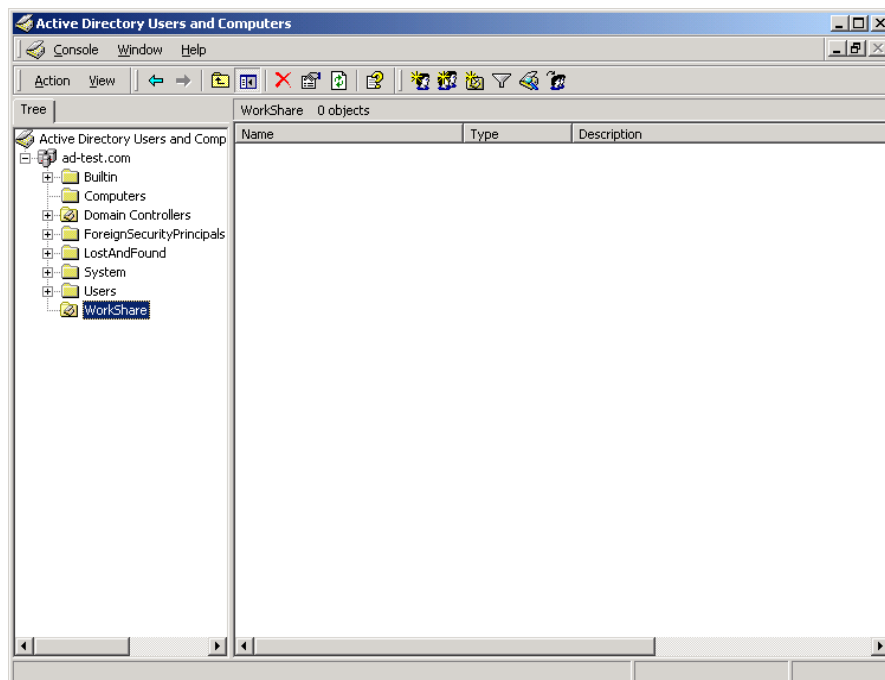 Active Directory Users and Computers
Console Window Help
Action View
Tree
WorkShare 0 objects
Name Type Description
Active Directory Users and Comp
ad-test.com
Builtin
Computers
Domain Controllers
ForeignSecurityPrincipals
LostAndFound
System
Users
WorkShare